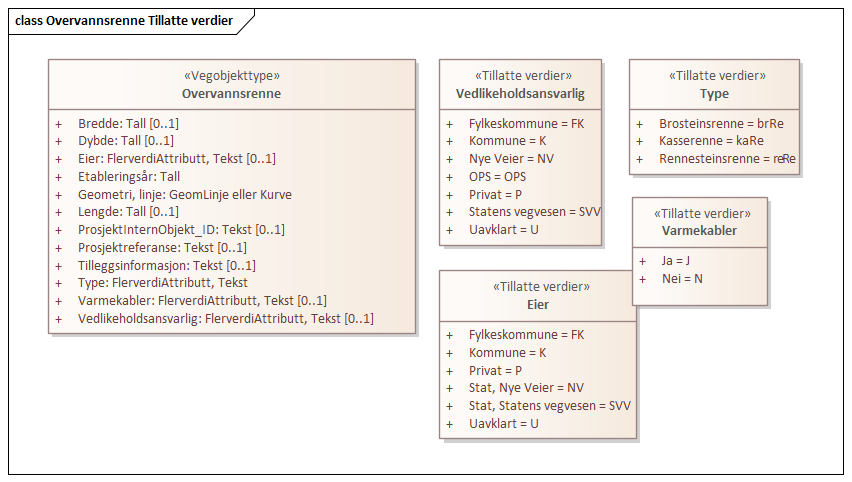 class Overvannsrenne Tillatte verdier
«Vegobjekttype»
Overvannsrenne
+ Bredde: Tall [0..1]
+ Dybde: Tall [0..1]
+ Eier: FlerverdiAttributt, Tekst [0..1]
+ Etableringsår: Tall
+ Geometri, linje: GeomLinje eller Kurve
+ Lengde: Tall [0..1]
+ ProsjektInternObjekt_ID: Tekst [0..1]
+ Prosjektreferanse: Tekst [0..1]
+ Tilleggsinformasjon: Tekst [0..1]
+ Type: FlerverdiAttributt, Tekst
+ Varmekabler: FlerverdiAttributt, Tekst [0..1]
+ Vedlikeholdsansvarlig: FlerverdiAttributt, Tekst [0..1]
«Tillatte verdier»
Vedlikeholdsansvarlig
+ Fylkeskommune = FK
+ Kommune = K
+ Nye Veier = NV
+ OPS = OPS
+ Privat = P
+ Statens vegvesen = SVV
+ Uavklart = U
«Tillatte verdier»
Type
+ Brosteinsrenne = brRe
+ Kasserenne = kaRe
+ Rennesteinsrenne = reRe
«Tillatte verdier»
Varmekabler
+ Ja = J
+ Nei = N
«Tillatte verdier»
Eier
+ Fylkeskommune = FK
+ Kommune = K
+ Privat = P
+ Stat, Nye Veier = NV
+ Stat, Statens vegvesen = SVV
+ Uavklart = U